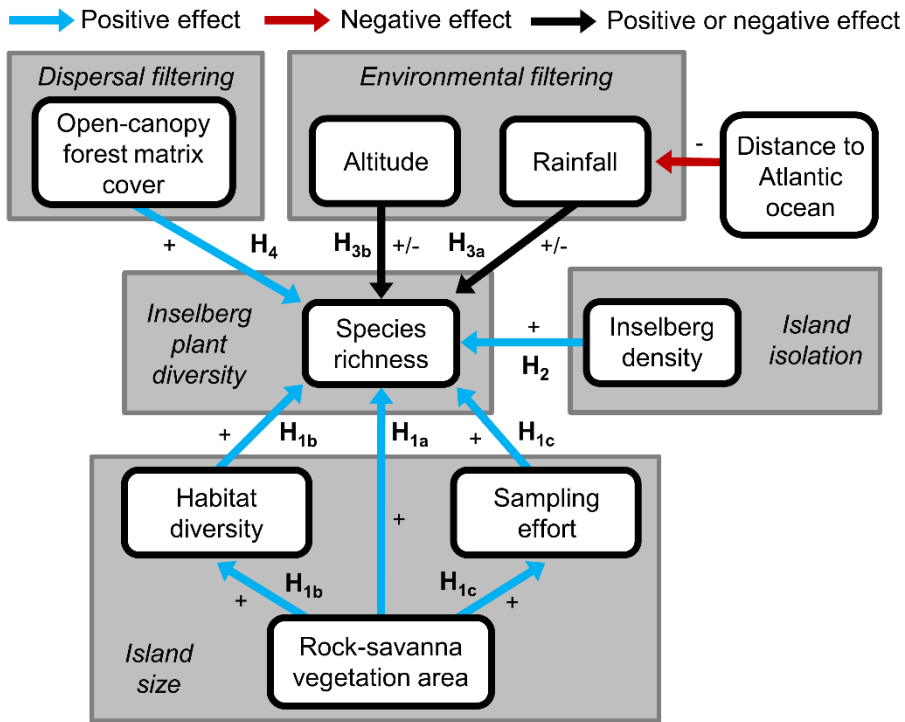 Positive effect
Negative effect
Positive or negative effect
Dispersal filtering
Open-canopy
forest matrix
cover
Environmental filtering
Altitude
Rainfall
-
Distance to
Atlantic
ocean
+
H4
H3b
+/-
H3a
+/-
Inselberg
plant
diversity
Species
richness
+
H2
Inselberg
density
Island
isolation
+
H1b
H1a
+
H1c
Habitat
diversity
Sampling
effort
+
+
H1b
H1c
+
Rock-savanna
vegetation area
Island
size